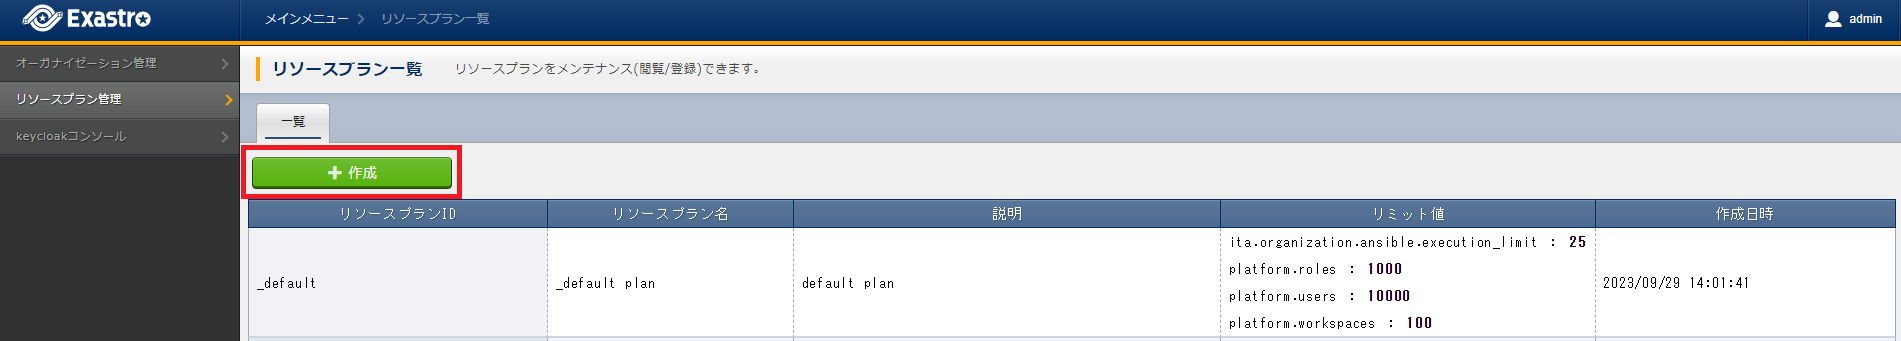 Exastro
メインメニュー
リソースプラン一覧
admin
オーガナイゼーション管理
リソースプラン管理
keycloakコンソール
リソースプラン一覧
リソースプランをメンテナンス(閲覧/登録)できます。
一覧
作成
リソースプランID
リソースプラン名
説明
リミット値
作成日時
_default
_default plan
default plan
ita.organization.ansible.execution_limit : 25
platform.roles : 1000
platform.users : 10000
platform.workspaces : 100
2023/09/29 14:01:41